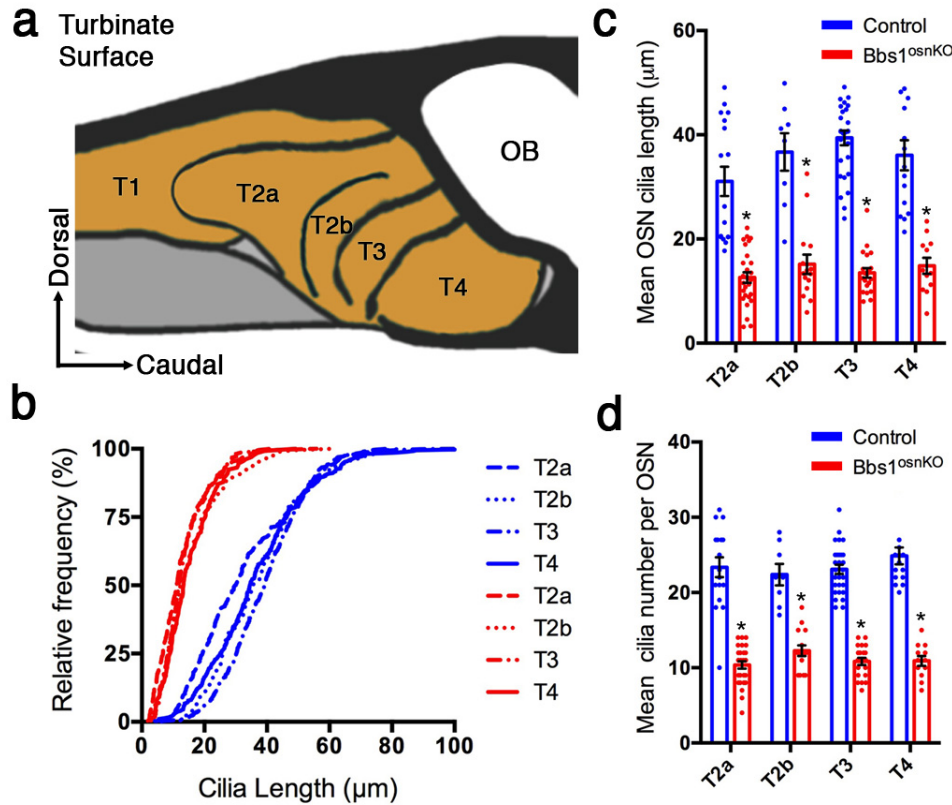 a
Turbinate
Surface
T1
T2a
T2b
T3
T4
OB
Dorsal
Caudal
b
Relative frequency (%)
100
75
50
25
0
0
20
40
60
80
100
Cilia Length (µm)
T2a
T2b
T3
T4
T2a
T2b
T3
T4
c
Control
Bbs1osnKO
Mean OSN cilia length (µm)
60
40
20
0
*
*
*
*
T2a
T2b
T3
T4
d
Control
Bbs1osnKO
Mean cilia number per OSN
40
30
20
10
0
*
*
*
*
T2a
T2b
T3
T4